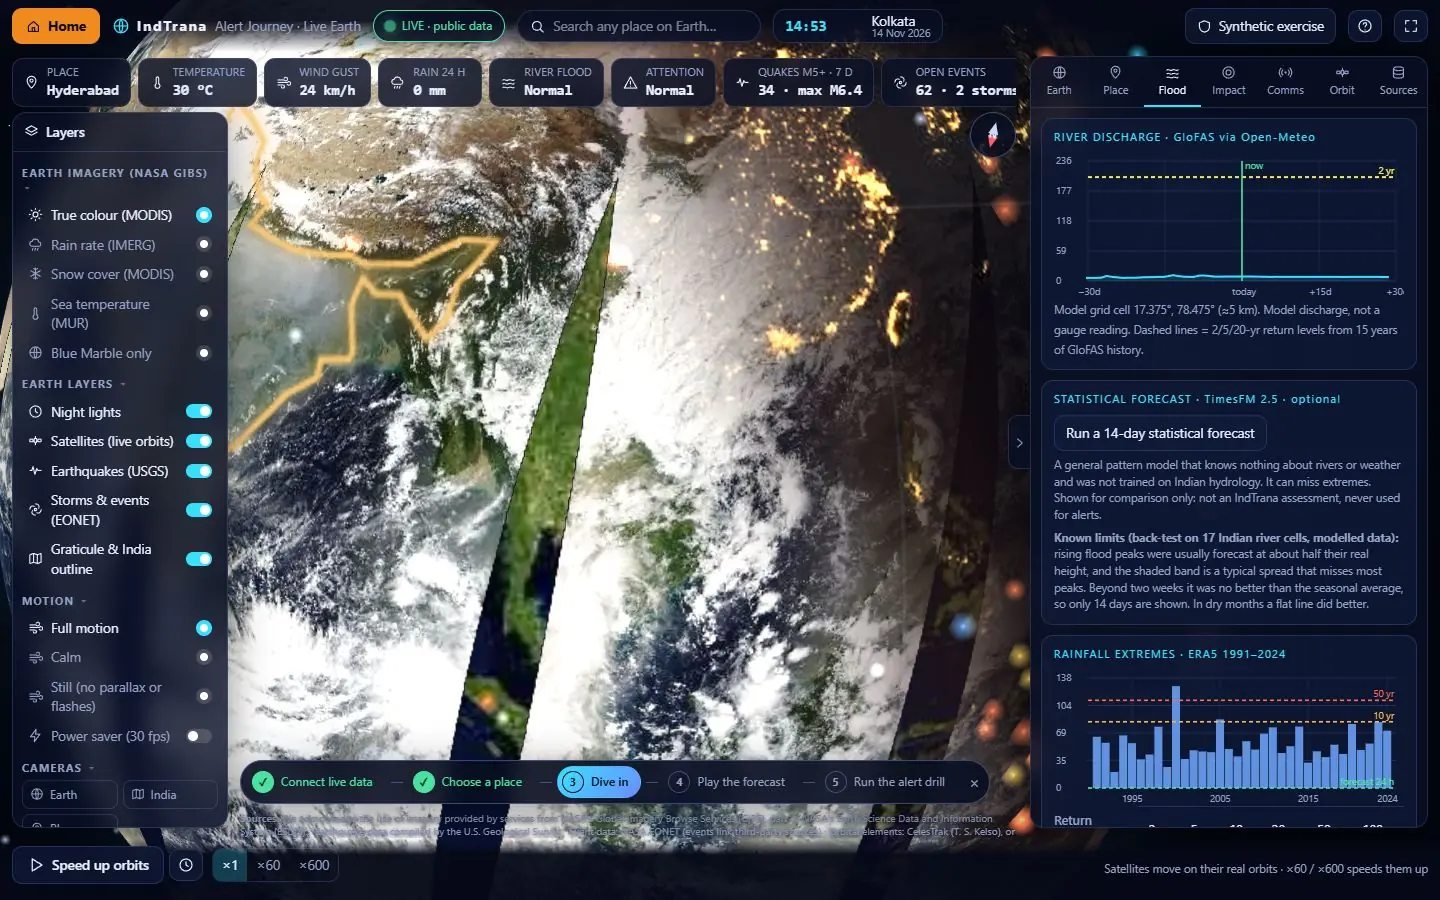 Home
IndTrana Alert Journey · Live Earth
LIVE · public data
Search any place on Earth...
14:53
Kolkata
14 Nov 2026
Synthetic exercise
PLACE
Hyderabad
TEMPERATURE
30 °C
WIND GUST
24 km/h
RAIN 24 H
0 mm
RIVER FLOOD
Normal
ATTENTION
Normal
QUAKES M5+ · 7 D
34 · max M6.4
OPEN EVENTS
62 · 2 storms
Earth
Place
Flood
Impact
Comms
Orbit
Sources
Layers
EARTH IMAGERY (NASA GIBS)
True colour (MODIS)
Rain rate (IMERG)
Snow cover (MODIS)
Sea temperature
(MUR)
Blue Marble only
EARTH LAYERS
Night lights
Satellites (live orbits)
Earthquakes (USGS)
Storms & events
(EONET)
Graticule & India
outline
MOTION
Full motion
Calm
Still (no parallax or
flashes)
Power saver (30 fps)
CAMERAS
Earth
India
RIVER DISCHARGE · GloFAS via Open-Meteo
236
177
118
59
0
now
2 yr
−30d
today
+15d
+30
Model grid cell 17.375°, 78.475° (≈5 km). Model discharge, not a
gauge reading. Dashed lines = 2/5/20-yr return levels from 15 years
of GloFAS history.
STATISTICAL FORECAST · TimesFM 2.5 · optional
Run a 14-day statistical forecast
A general pattern model that knows nothing about rivers or weather
and was not trained on Indian hydrology. It can miss extremes.
Shown for comparison only: not an IndTrana assessment, never used
for alerts.
Known limits (back-test on 17 Indian river cells, modelled data):
rising flood peaks were usually forecast at about half their real
height, and the shaded band is a typical spread that misses most
peaks. Beyond two weeks it was no better than the seasonal average,
so only 14 days are shown. In dry months a flat line did better.
RAINFALL EXTREMES · ERA5 1991–2024
138
104
69
35
0
50 yr
10 yr
forecast 24 h
1995
2005
2015
2024
Return
Connect live data
Choose a place
3 Dive in
4 Play the forecast
5 Run the alert drill
×
Speed up orbits
×1
×60
×600
Satellites move on their real orbits · ×60 / ×600 speeds them up